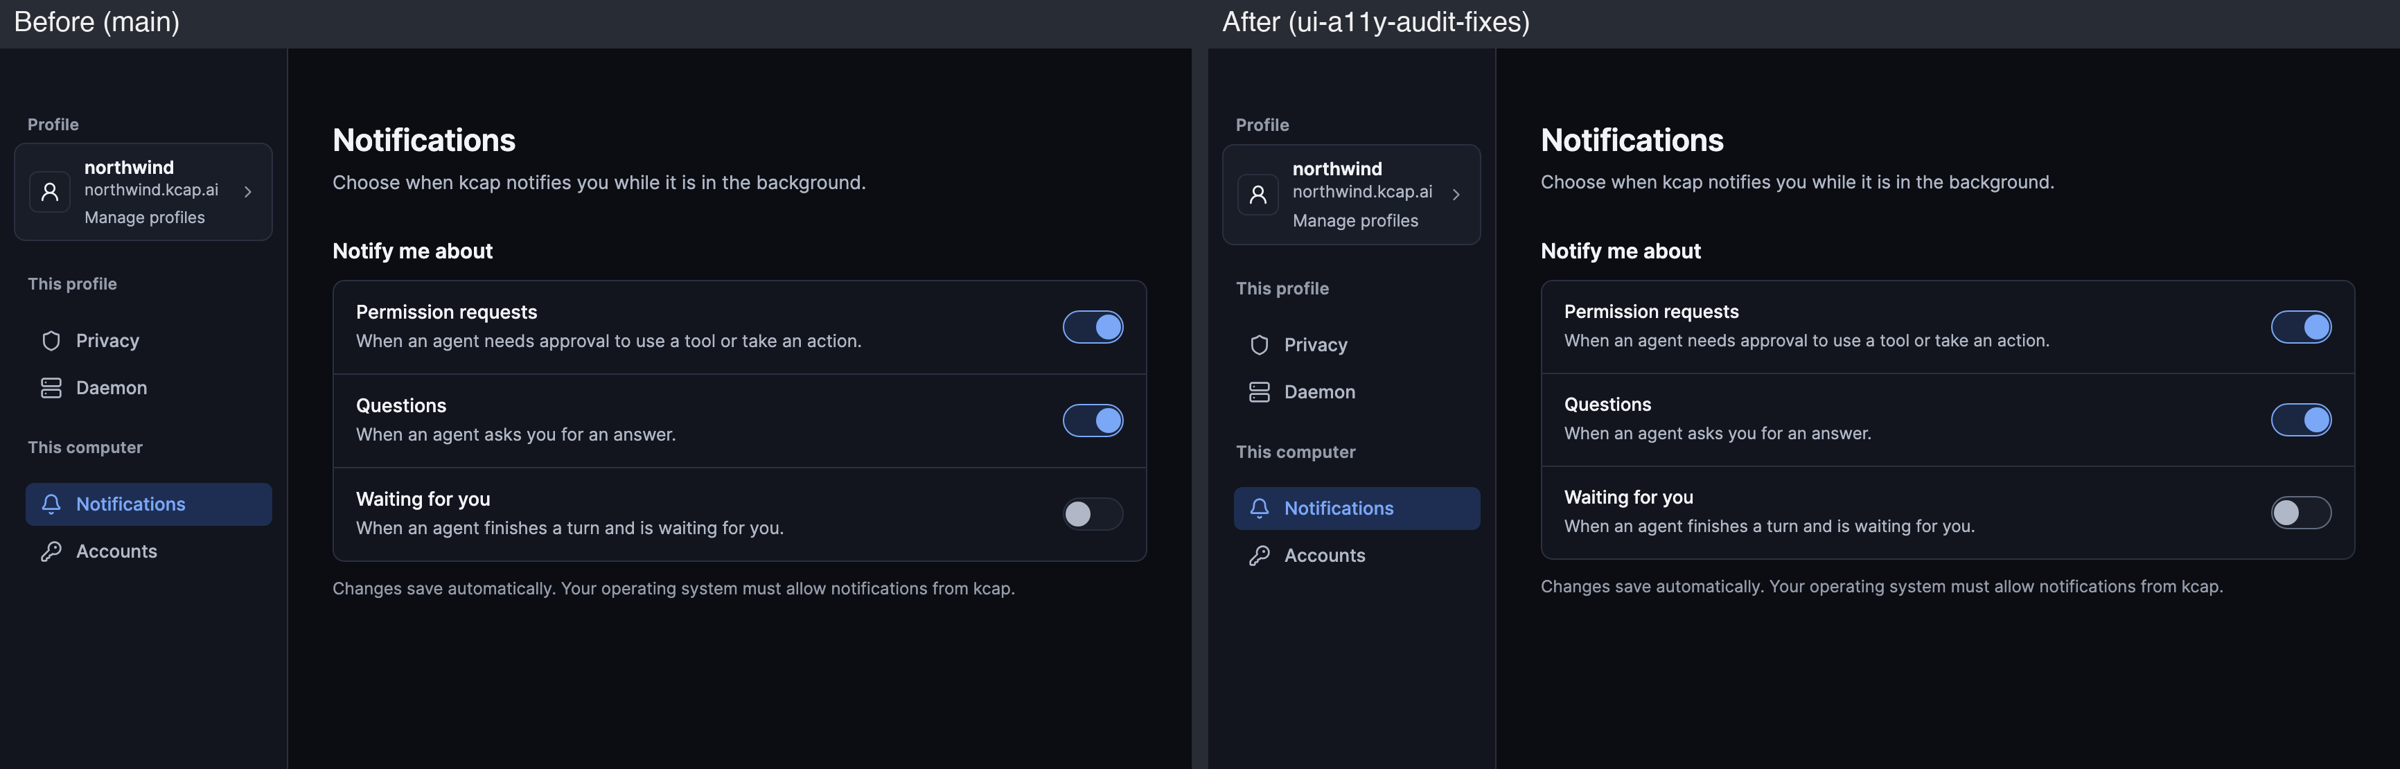 Before (main)
Profile
northwind
northwind.kcap.ai
Manage profiles
This profile
Privacy
Daemon
This computer
Notifications
Accounts
Notifications
Choose when kcap notifies you while it is in the background.
Notify me about
Permission requests
When an agent needs approval to use a tool or take an action.
Questions
When an agent asks you for an answer.
Waiting for you
When an agent finishes a turn and is waiting for you.
Changes save automatically. Your operating system must allow notifications from kcap.
After (ui-a11y-audit-fixes)
Profile
northwind
northwind.kcap.ai
Manage profiles
This profile
Privacy
Daemon
This computer
Notifications
Accounts
Notifications
Choose when kcap notifies you while it is in the background.
Notify me about
Permission requests
When an agent needs approval to use a tool or take an action.
Questions
When an agent asks you for an answer.
Waiting for you
When an agent finishes a turn and is waiting for you.
Changes save automatically. Your operating system must allow notifications from kcap.